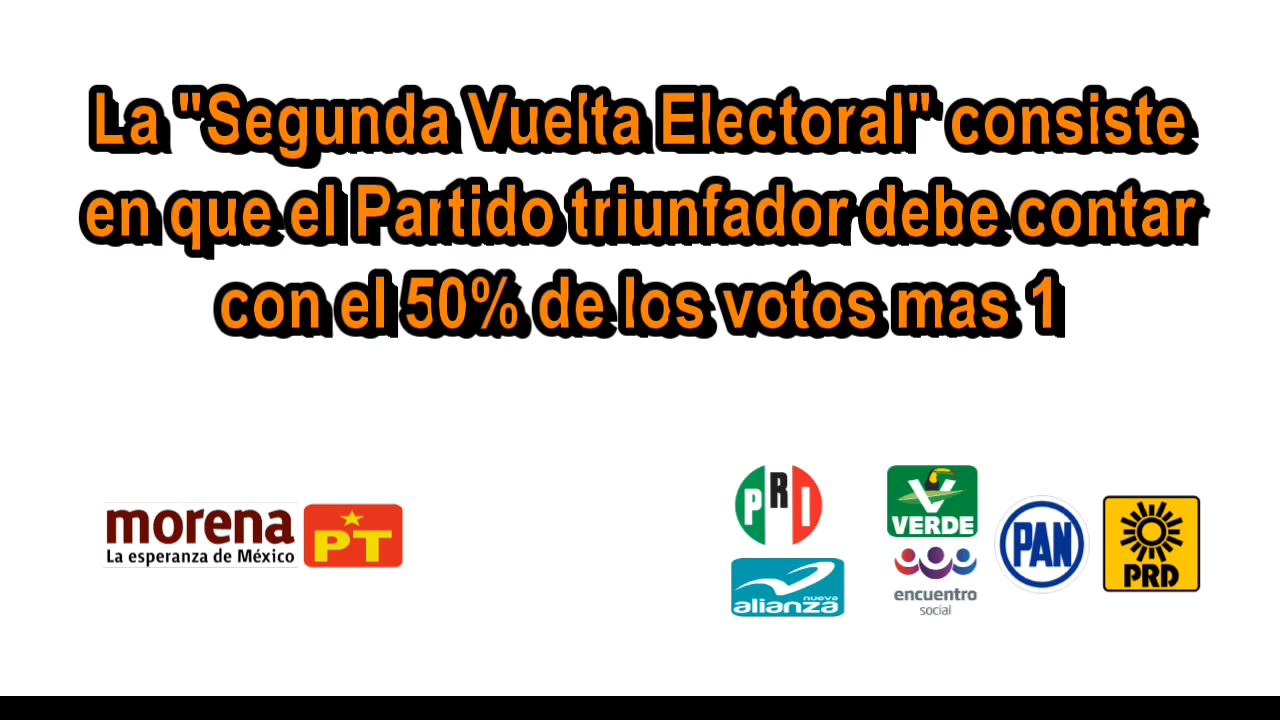 La "Segunda Vuelta Electoral" consiste
en que el Partido triunfador debe contar
con el 50% de los votos mas 1
morena
La esperanza de México
PT
PRI
nueva
alianza
VERDE
encuentro
social
PAN
PRD